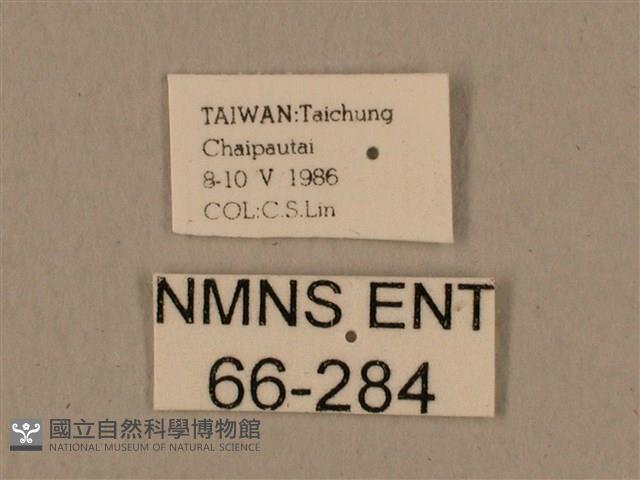 TAIWAN:Taichung
Chaipautai
8-10 V 1986
COL:C.S.Lin
NMNS ENT
66-284
國立自然科學博物館
NATIONAL MUSEUM OF NATURAL SCIENCE